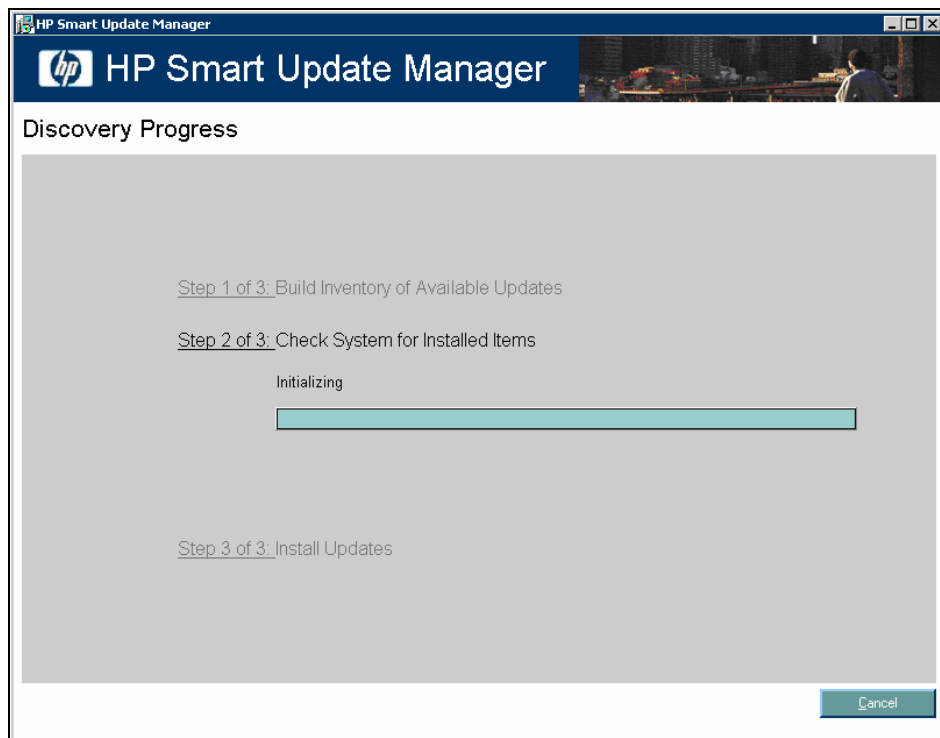 HP Smart Update Manager
hp HP Smart Update Manager
Discovery Progress
Step 1 of 3: Build Inventory of Available Updates
Step 2 of 3: Check System for Installed Items
Initializing
Step 3 of 3: Install Updates
Cancel